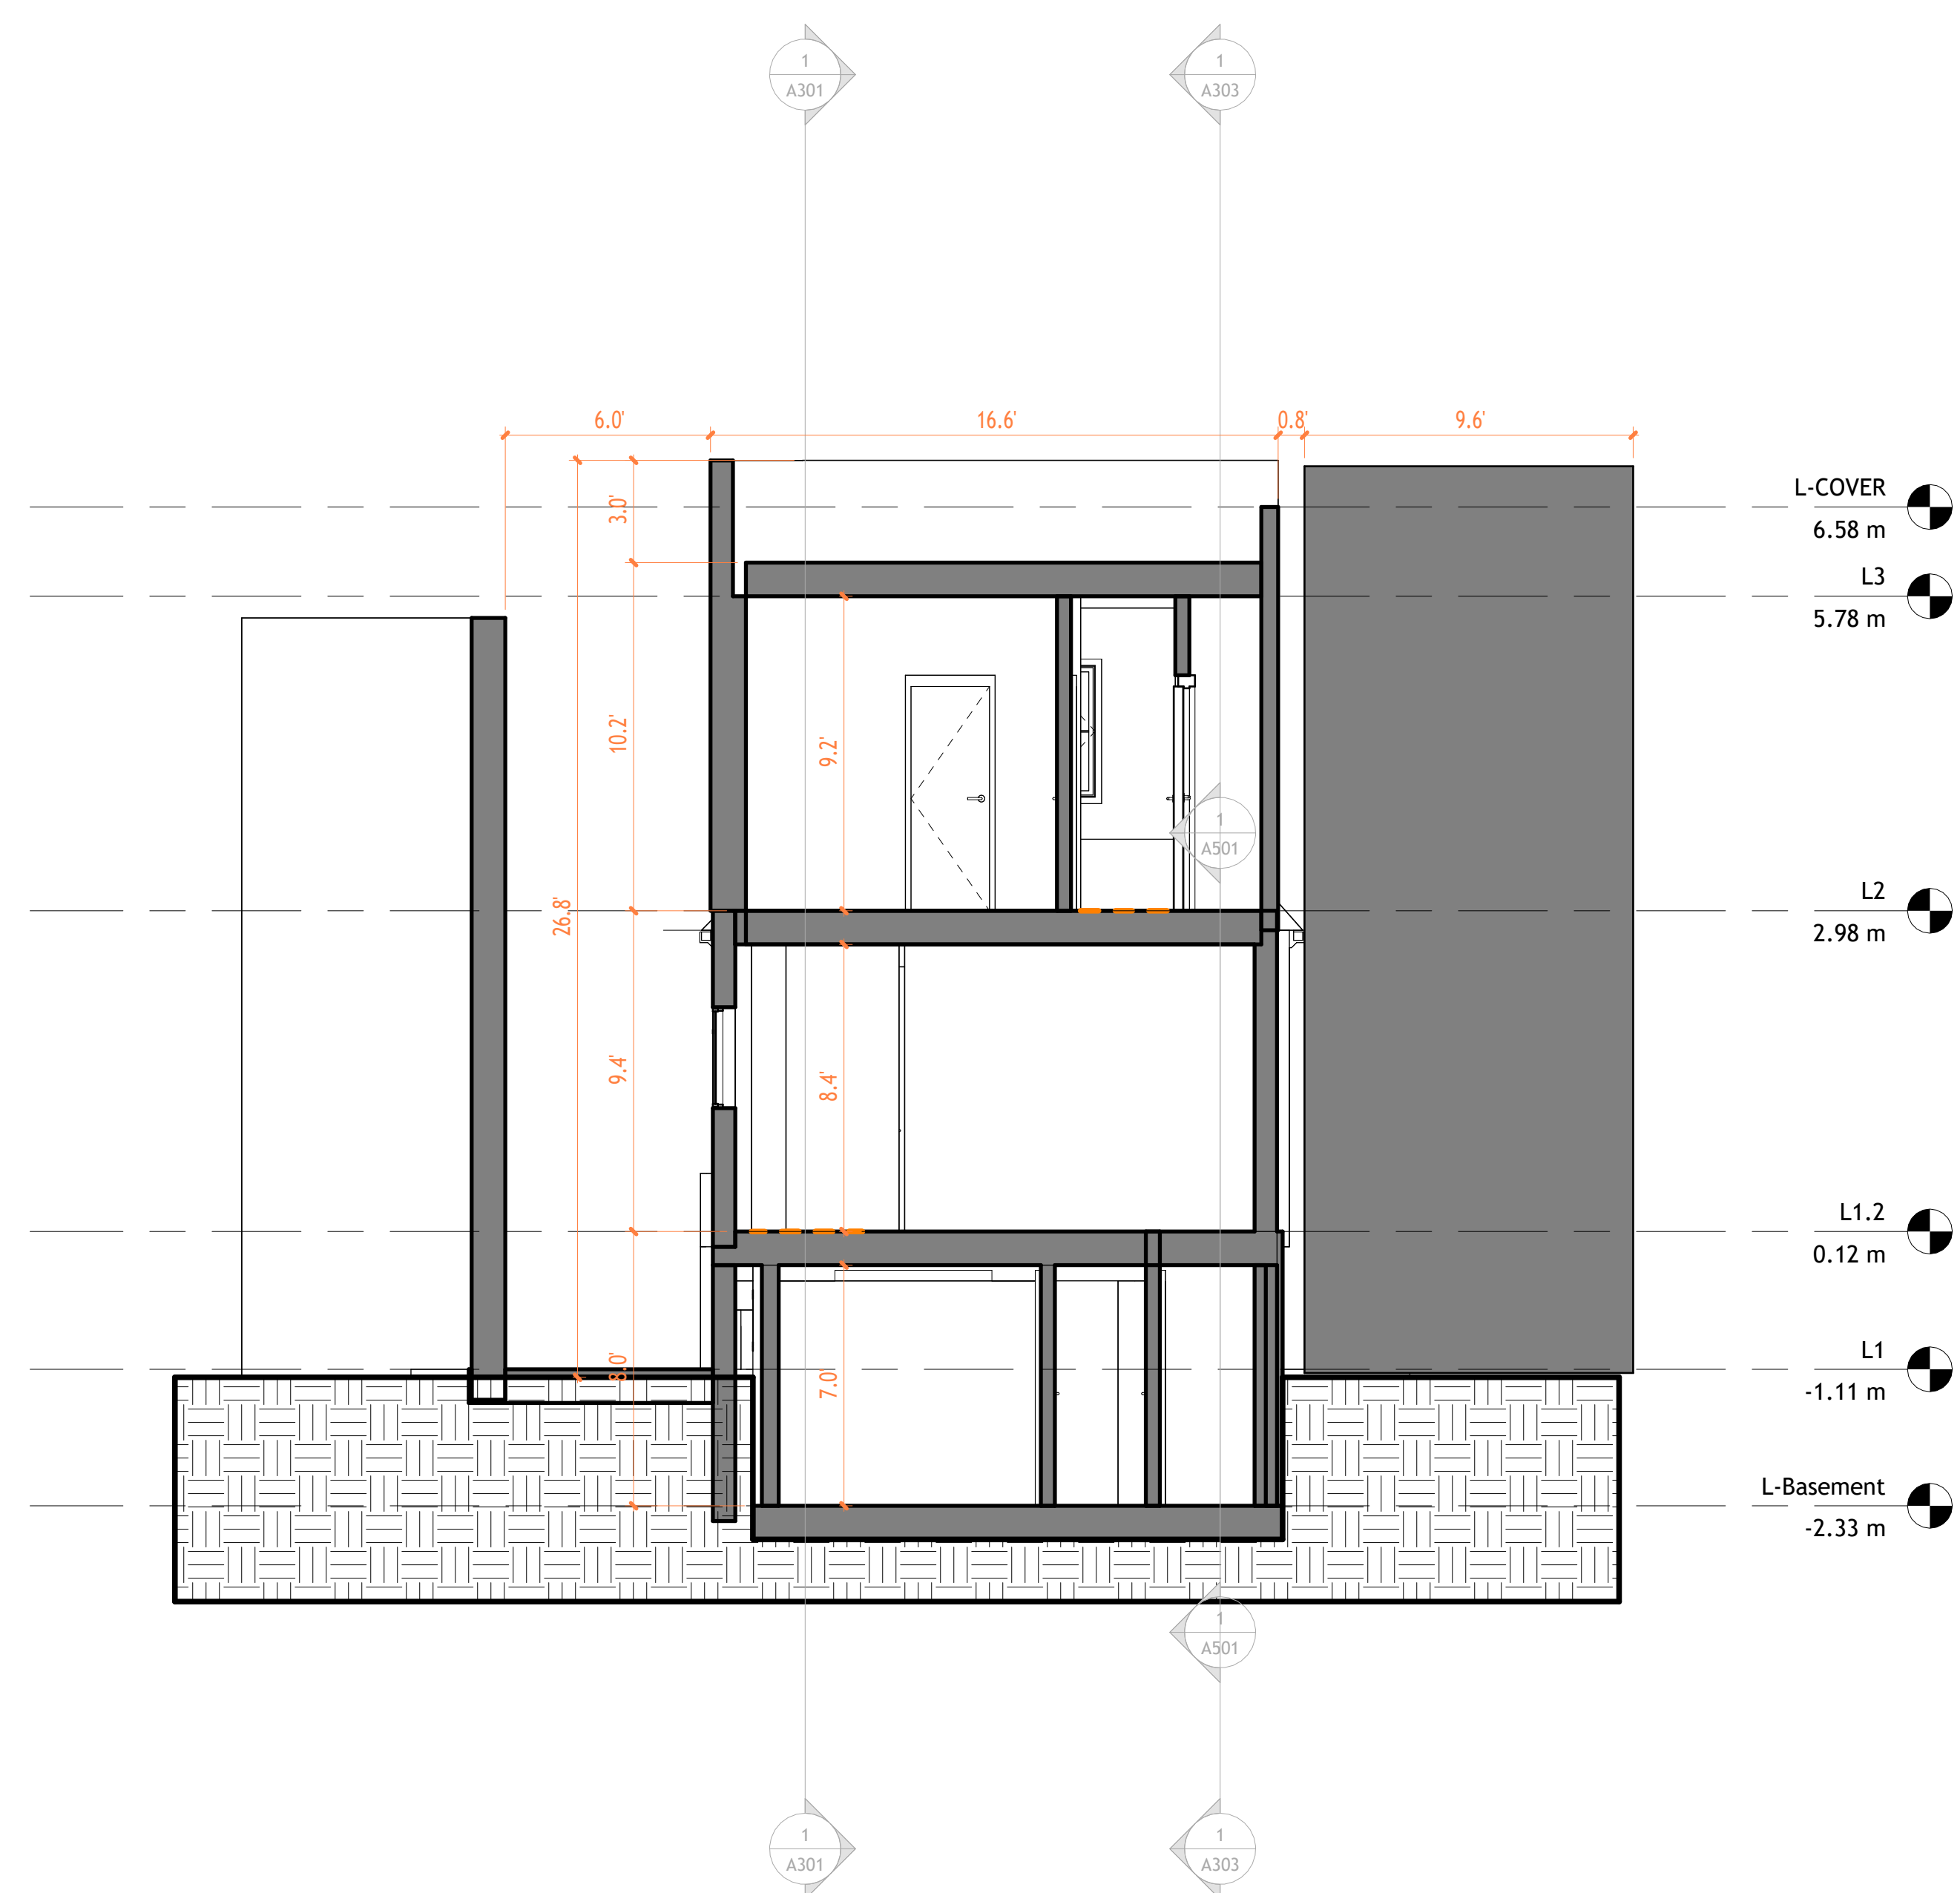 1
A301
1
A303
6.0'
16.6'
0.8'
9.6'
L-COVER
6.58 m
3.0'
L3
5.78 m
10.2'
9.2'
1
A501
L2
2.98 m
26.8'
9.4'
8.4'
L1.2
0.12 m
8.0'
7.0'
L1
-1.11 m
L-Basement
-2.33 m
1
A501
1
A301
1
A303